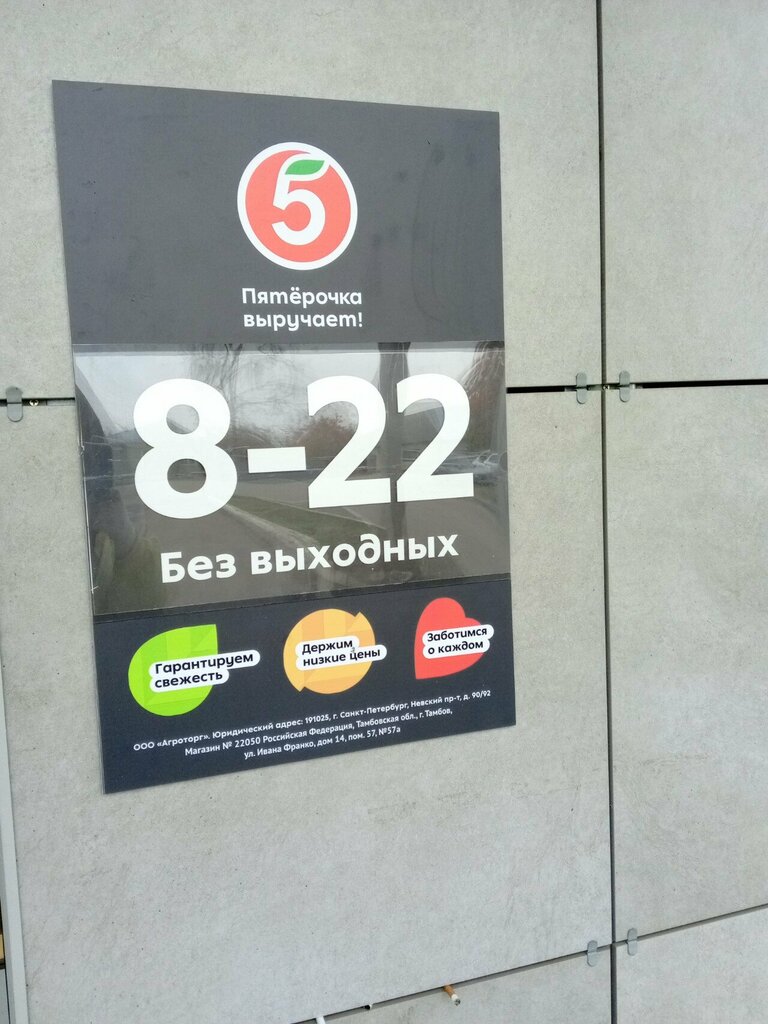 5
Пятёрочка
выручает!
8-22
Без выходных
Гарантируем
свежесть
Держим
низкие цены
Заботимся
о каждом
ООО «Агроторг». Юридический адрес: 191025, г. Санкт-Петербург, Невский пр-т, д. 90/92
Магазин № 22050 Российская Федерация, Тамбовская обл., г. Тамбов,
ул. Ивана Франко, дом 14, пом. 57, №57а